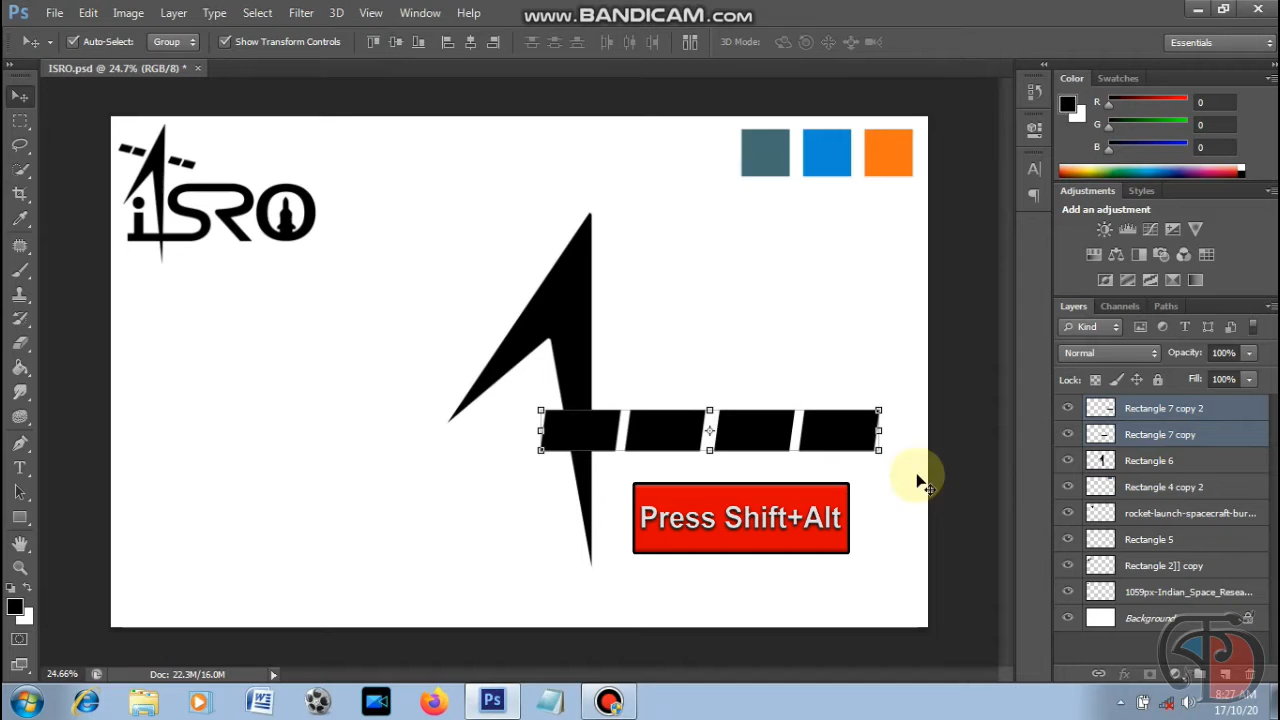 WWW.BANDICAM.COM
Ps File Edit Image Layer Type Select Filter 3D View Window Help
Auto-Select: Group Show Transform Controls 3D Mode: Essentials
ISRO.psd @ 24.7% (RGB/8) * ×
iSRO
Press Shift+Alt
Color Swatches
R 0
G 0
B 0
Adjustments Styles
Add an adjustment
Layers Channels Paths
Kind
Normal Opacity: 100%
Lock: Fill: 100%
Rectangle 7 copy 2
Rectangle 7 copy
Rectangle 6
Rectangle 4 copy 2
rocket-launch-spacecraft-bur...
Rectangle 5
Rectangle 2]] copy
1059px-Indian_Space_Resea...
Background
24.66% Doc: 22.3M/16.0M
8:27 AM
17/10/20